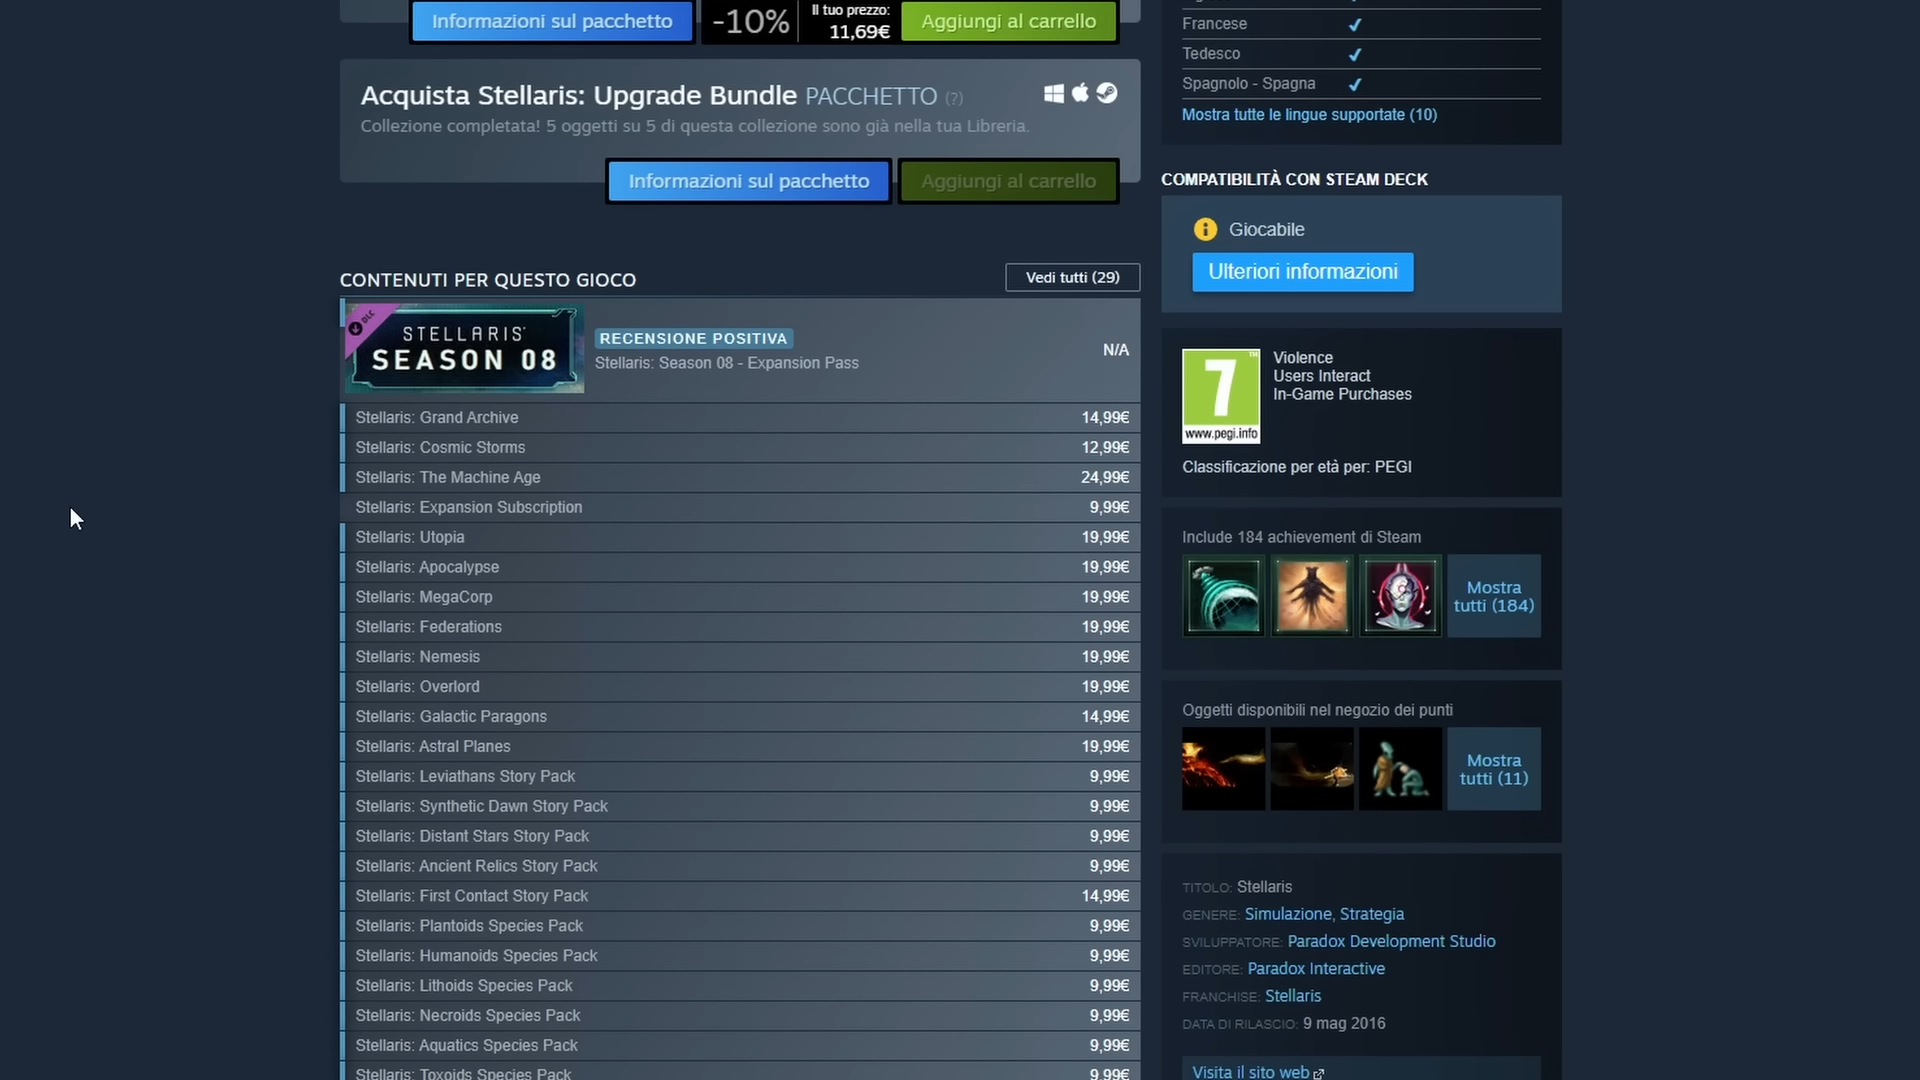 Informazioni sul pacchetto
-10%
Il tuo prezzo:
11,69€
Aggiungi al carrello
Acquista Stellaris: Upgrade Bundle PACCHETTO (?)
Collezione completata! 5 oggetti su 5 di questa collezione sono già nella tua Libreria.
Informazioni sul pacchetto
Aggiungi al carrello
CONTENUTI PER QUESTO GIOCO
Vedi tutti (29)
DLC
STELLARIS
SEASON 08
RECENSIONE POSITIVA
Stellaris: Season 08 - Expansion Pass
N/A
Stellaris: Grand Archive 14,99€
Stellaris: Cosmic Storms 12,99€
Stellaris: The Machine Age 24,99€
Stellaris: Expansion Subscription 9,99€
Stellaris: Utopia 19,99€
Stellaris: Apocalypse 19,99€
Stellaris: MegaCorp 19,99€
Stellaris: Federations 19,99€
Stellaris: Nemesis 19,99€
Stellaris: Overlord 19,99€
Stellaris: Galactic Paragons 14,99€
Stellaris: Astral Planes 19,99€
Stellaris: Leviathans Story Pack 9,99€
Stellaris: Synthetic Dawn Story Pack 9,99€
Stellaris: Distant Stars Story Pack 9,99€
Stellaris: Ancient Relics Story Pack 9,99€
Stellaris: First Contact Story Pack 14,99€
Stellaris: Plantoids Species Pack 9,99€
Stellaris: Humanoids Species Pack 9,99€
Stellaris: Lithoids Species Pack 9,99€
Stellaris: Necroids Species Pack 9,99€
Stellaris: Aquatics Species Pack 9,99€
Stellaris: Toxoids Species Pack 9,99€
Francese
Tedesco
Spagnolo - Spagna
Mostra tutte le lingue supportate (10)
COMPATIBILITÀ CON STEAM DECK
Giocabile
Ulteriori informazioni
7
www.pegi.info
Violence
Users Interact
In-Game Purchases
Classificazione per età per: PEGI
Include 184 achievement di Steam
Mostra
tutti (184)
Oggetti disponibili nel negozio dei punti
Mostra
tutti (11)
TITOLO: Stellaris
GENERE: Simulazione, Strategia
SVILUPPATORE: Paradox Development Studio
EDITORE: Paradox Interactive
FRANCHISE: Stellaris
DATA DI RILASCIO: 9 mag 2016
Visita il sito web